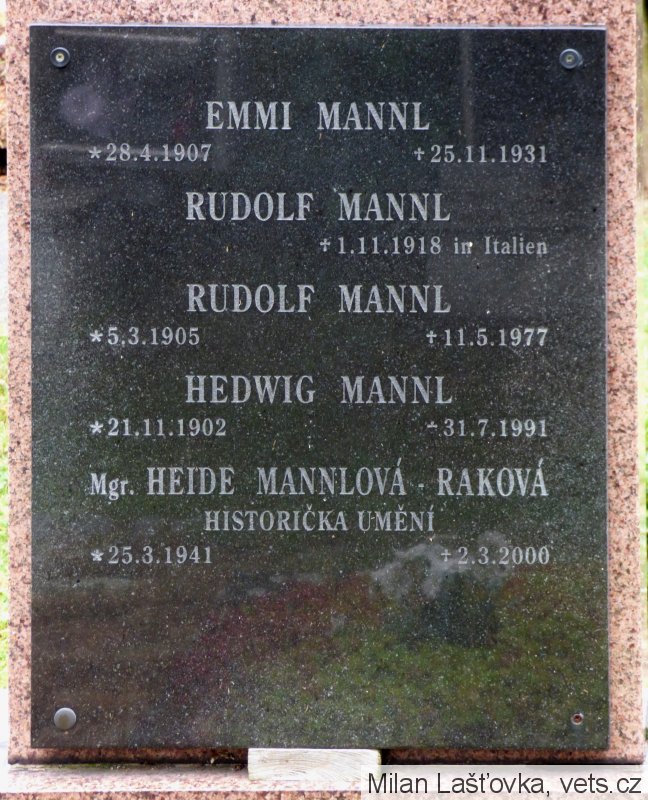 EMMI MANNL
*28.4.1907 +25.11.1931
RUDOLF MANNL
+1.11.1918 in Italien
RUDOLF MANNL
*5.3.1905 +11.5.1977
HEDWIG MANNL
*21.11.1902 +31.7.1991
Mgr. HEIDE MANNLOVÁ - RAKOVÁ
HISTORIČKA UMĚNÍ
*25.3.1941 +2.3.2000
Milan Lašťovka, vets.cz